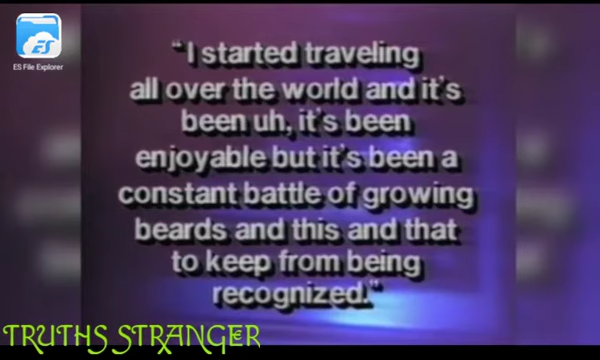 ES
ES File Explorer
"I started traveling
all over the world and it's
been uh, it's been
enjoyable but it's been a
constant battle of growing
beards and this and that
to keep from being
recognized."
TRUTHS STRANGER